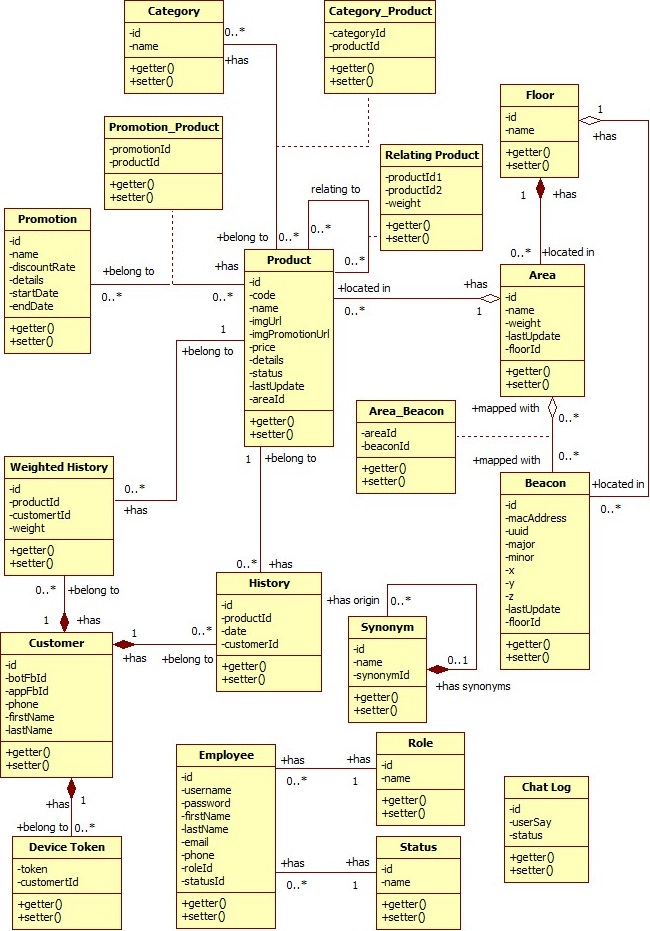 Category
-id
-name
+getter()
+setter()
0..*
+has
Category_Product
-categoryId
-productId
+getter()
+setter()
Floor
-id
-name
+getter()
+setter()
1
+has
1
+has
Promotion_Product
-promotionId
-productId
+getter()
+setter()
Relating Product
-productId1
-productId2
-weight
+getter()
+setter()
relating to
0..*
0..*
Promotion
-id
-name
-discountRate
-details
-startDate
-endDate
+getter()
+setter()
+belong to
0..*
+belong to
0..*
+has
0..*
Product
-id
-code
-name
-imgUrl
-imgPromotionUrl
-price
-details
-status
-lastUpdate
-areaId
+getter()
+setter()
+located in
0..*
+has
1
0..*
+located in
Area
-id
-name
-weight
-lastUpdate
-floorId
+getter()
+setter()
1
+belong to
+mapped with
0..*
Area_Beacon
-areaId
-beaconId
+getter()
+setter()
+mapped with
0..*
1
+belong to
Weighted History
-id
-productId
-customertId
-weight
+getter()
+setter()
0..*
+has
Beacon
-id
-macAddress
-uuid
-major
-minor
-x
-y
-z
-lastUpdate
-floorId
+getter()
+setter()
+located in
0..*
0..*
+has
History
-id
-productId
-date
-customerId
+getter()
+setter()
0..*
+belong to
1
+has
Customer
-id
-botFbId
-appFbId
-phone
-firstName
-lastName
+getter()
+setter()
1
+has
0..*
+belong to
+has origin
0..*
Synonym
-id
-name
-synonymId
+getter()
+setter()
0..1
+has synonyms
+has
1
+belong to
0..*
Device Token
-token
-customertId
+getter()
+setter()
Employee
-id
-username
-password
-firstName
-lastName
-email
-phone
-roleId
-statusId
+getter()
+setter()
+has
0..*
+has
1
Role
-id
-name
+getter()
+setter()
+has
0..*
+has
1
Status
-id
-name
+getter()
+setter()
Chat Log
-id
-userSay
-status
+getter()
+setter()